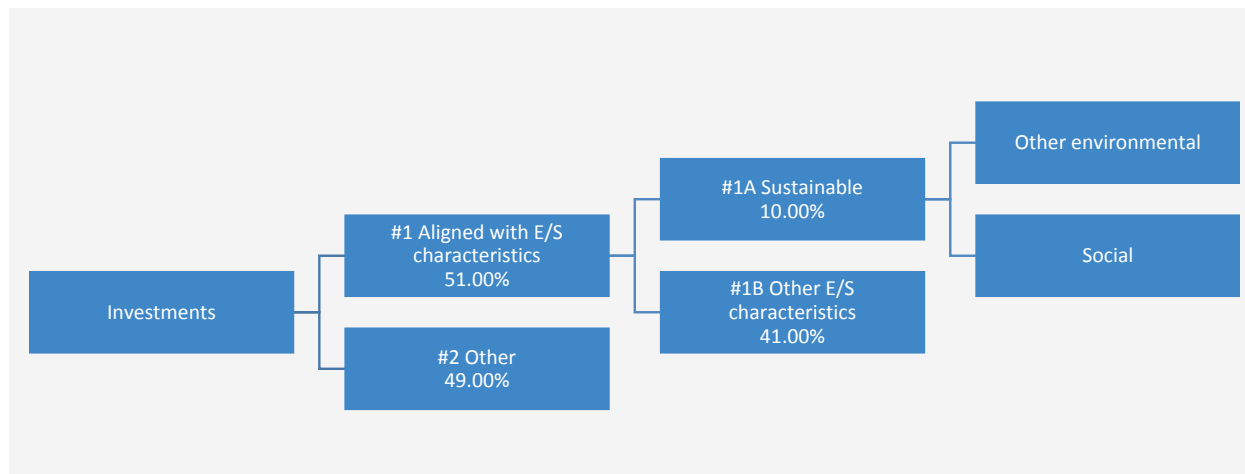 Investments
#1 Aligned with E/S
characteristics
51.00%
#2 Other
49.00%
#1A Sustainable
10.00%
#1B Other E/S
characteristics
41.00%
Other environmental
Social